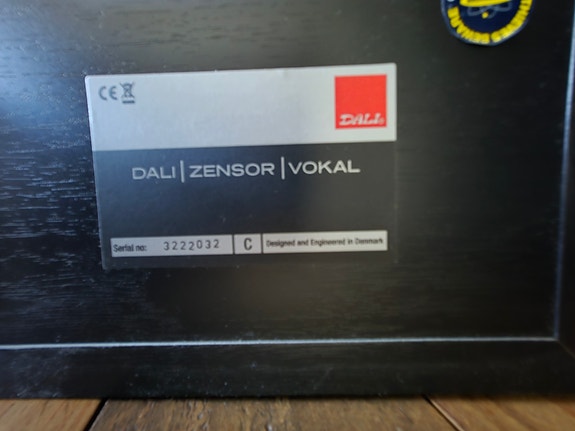 CE
DALI®
DALI | ZENSOR | VOKAL
Serial no: 3222032 C Designed and Engineered in Denmark